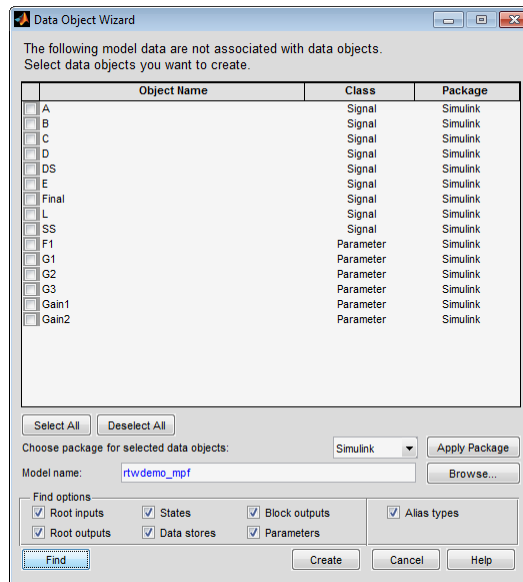 Data Object Wizard
The following model data are not associated with data objects.
Select data objects you want to create.
Object Name Class Package
A Signal Simulink
B Signal Simulink
C Signal Simulink
D Signal Simulink
DS Signal Simulink
E Signal Simulink
Final Signal Simulink
L Signal Simulink
SS Signal Simulink
F1 Parameter Simulink
G1 Parameter Simulink
G2 Parameter Simulink
G3 Parameter Simulink
Gain1 Parameter Simulink
Gain2 Parameter Simulink
Select All Deselect All
Choose package for selected data objects: Simulink Apply Package
Model name: rtwdemo_mpf Browse...
Find options
Root inputs States Block outputs Alias types
Root outputs Data stores Parameters
Find Create Cancel Help